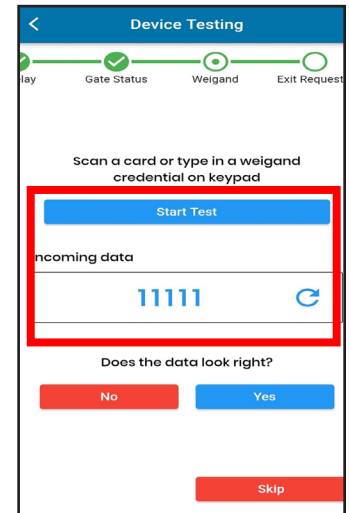 Device Testing
lay Gate Status Weigand Exit Request
Scan a card or type in a weigand
credential on keypad
Start Test
ncoming data
11111
Does the data look right?
No Yes
Skip